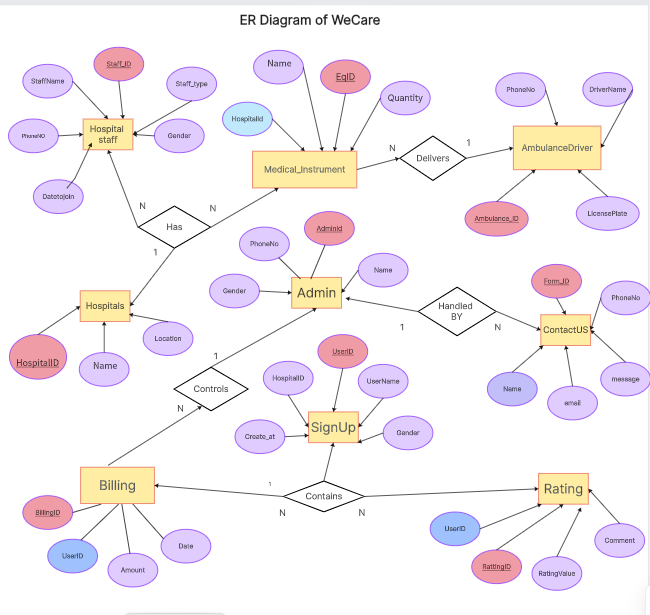 ER Diagram of WeCare
Staff_ID
StaffName
Staff_type
PhoneNO
Hospital
staff
Gender
Datetojoin
Name
EqID
Quantity
HospitalId
Medical_Instrument
N
Delivers
1
PhoneNo
DriverName
AmbulanceDriver
Ambulance_ID
LicensePlate
N
N
Has
1
Hospitals
HospitalID
Name
Location
AdminId
PhoneNo
Name
Gender
Admin
Handled
BY
1
N
Form_ID
PhoneNo
ContactUS
Name
email
message
1
Controls
N
UserID
HospitalID
UserName
SignUp
Create_at
Gender
Billing
1
Contains
N
N
Rating
BillingID
UserID
Amount
Date
UserID
RatingID
RatingValue
Comment